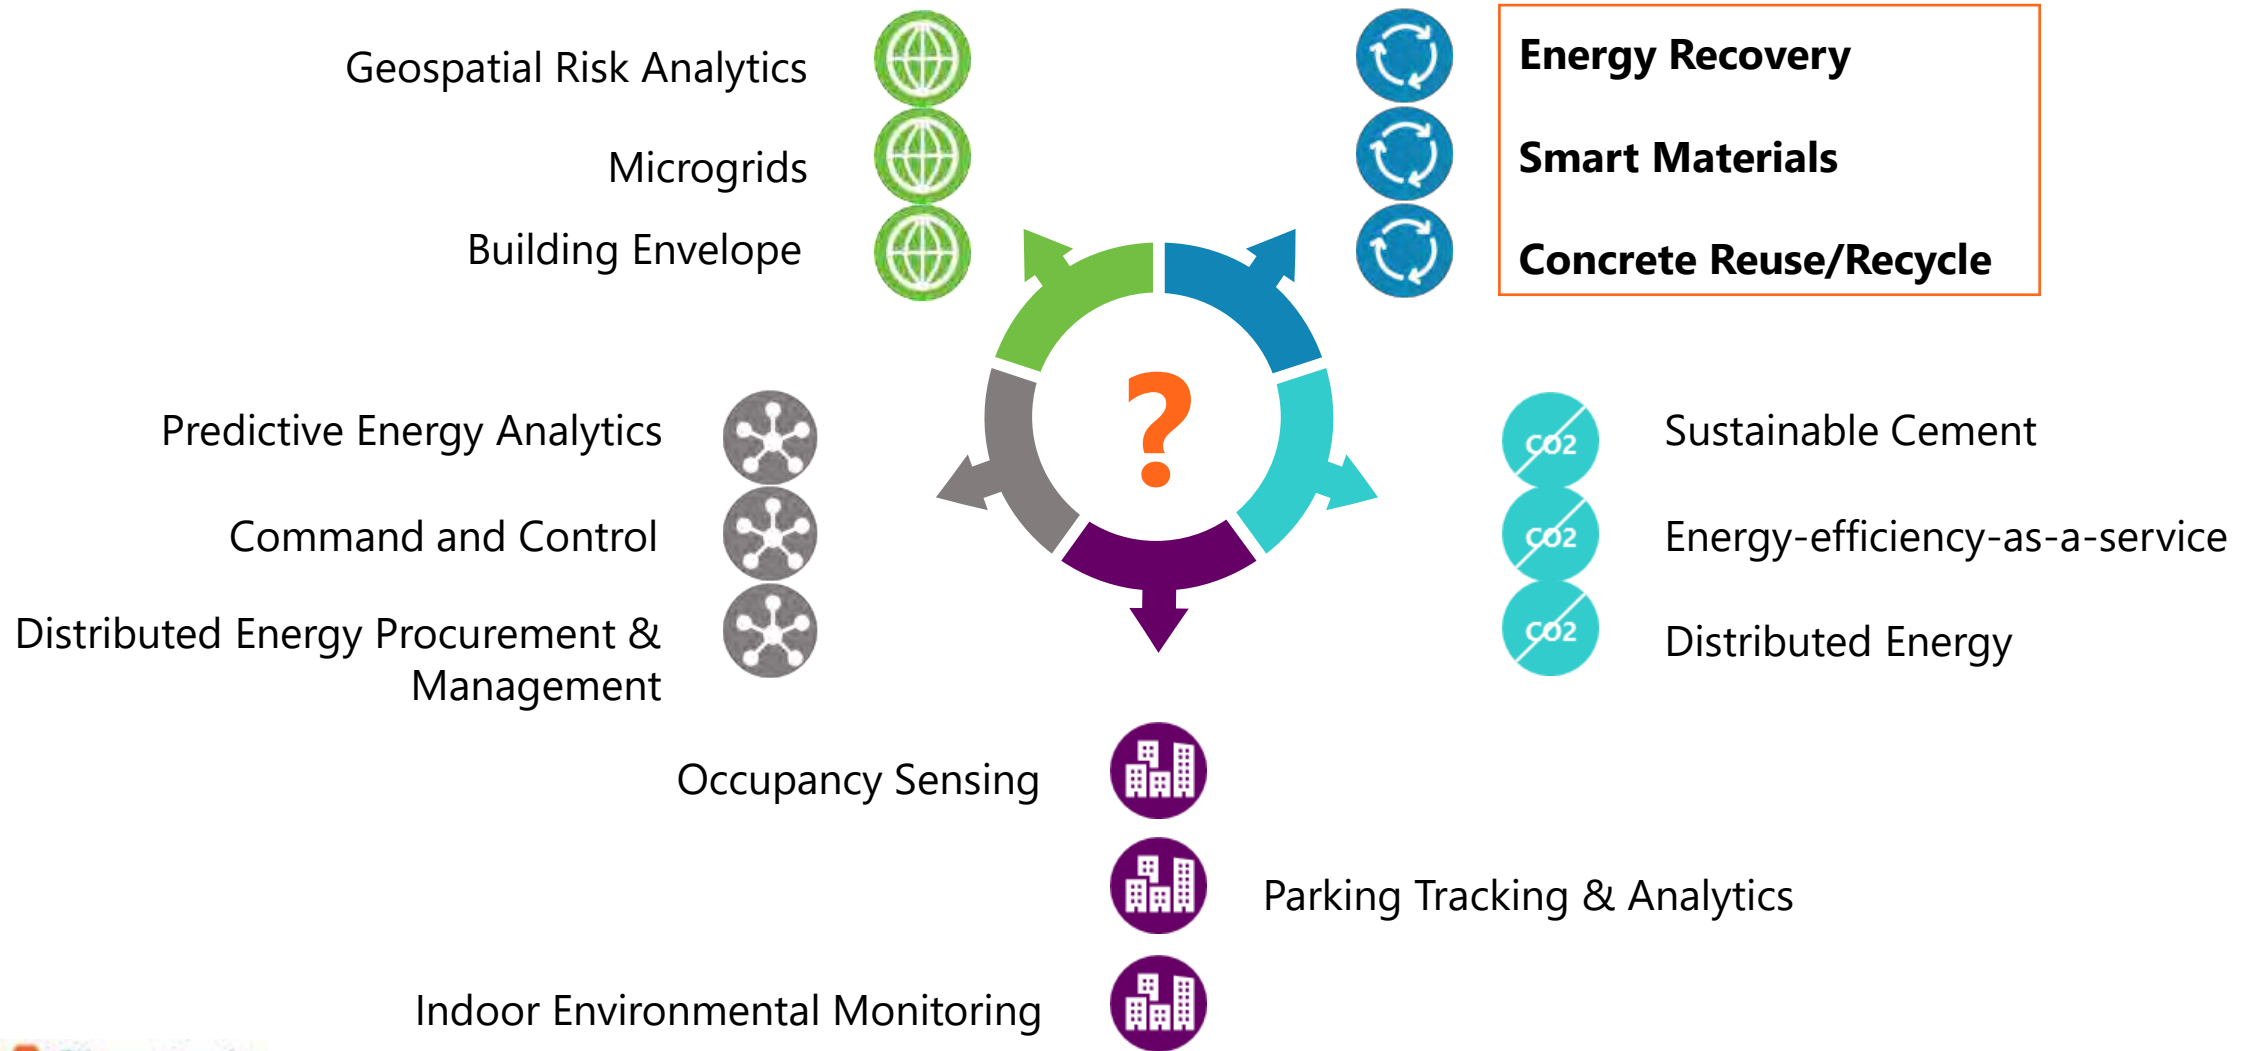 Geospatial Risk Analytics
Microgrids
Building Envelope
Energy Recovery
Smart Materials
Concrete Reuse/Recycle
?
Predictive Energy Analytics
Command and Control
Distributed Energy Procurement &
Management
CO2
Sustainable Cement
CO2
Energy-efficiency-as-a-service
CO2
Distributed Energy
Occupancy Sensing
Parking Tracking & Analytics
Indoor Environmental Monitoring